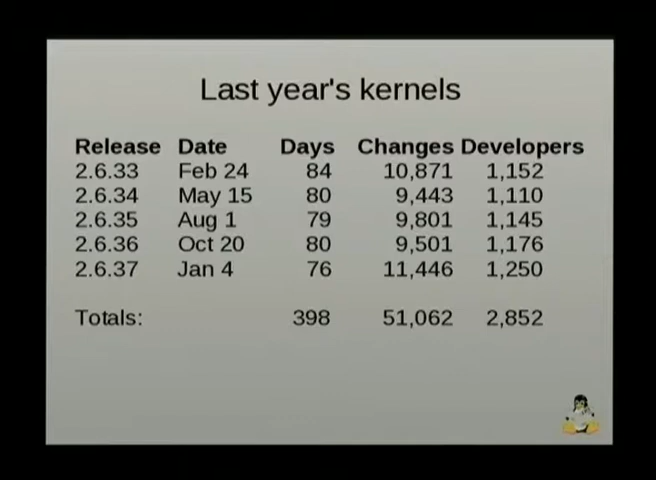 Last year's kernels
Release Date Days Changes Developers
2.6.33 Feb 24 84 10,871 1,152
2.6.34 May 15 80 9,443 1,110
2.6.35 Aug 1 79 9,801 1,145
2.6.36 Oct 20 80 9,501 1,176
2.6.37 Jan 4 76 11,446 1,250
Totals: 398 51,062 2,852